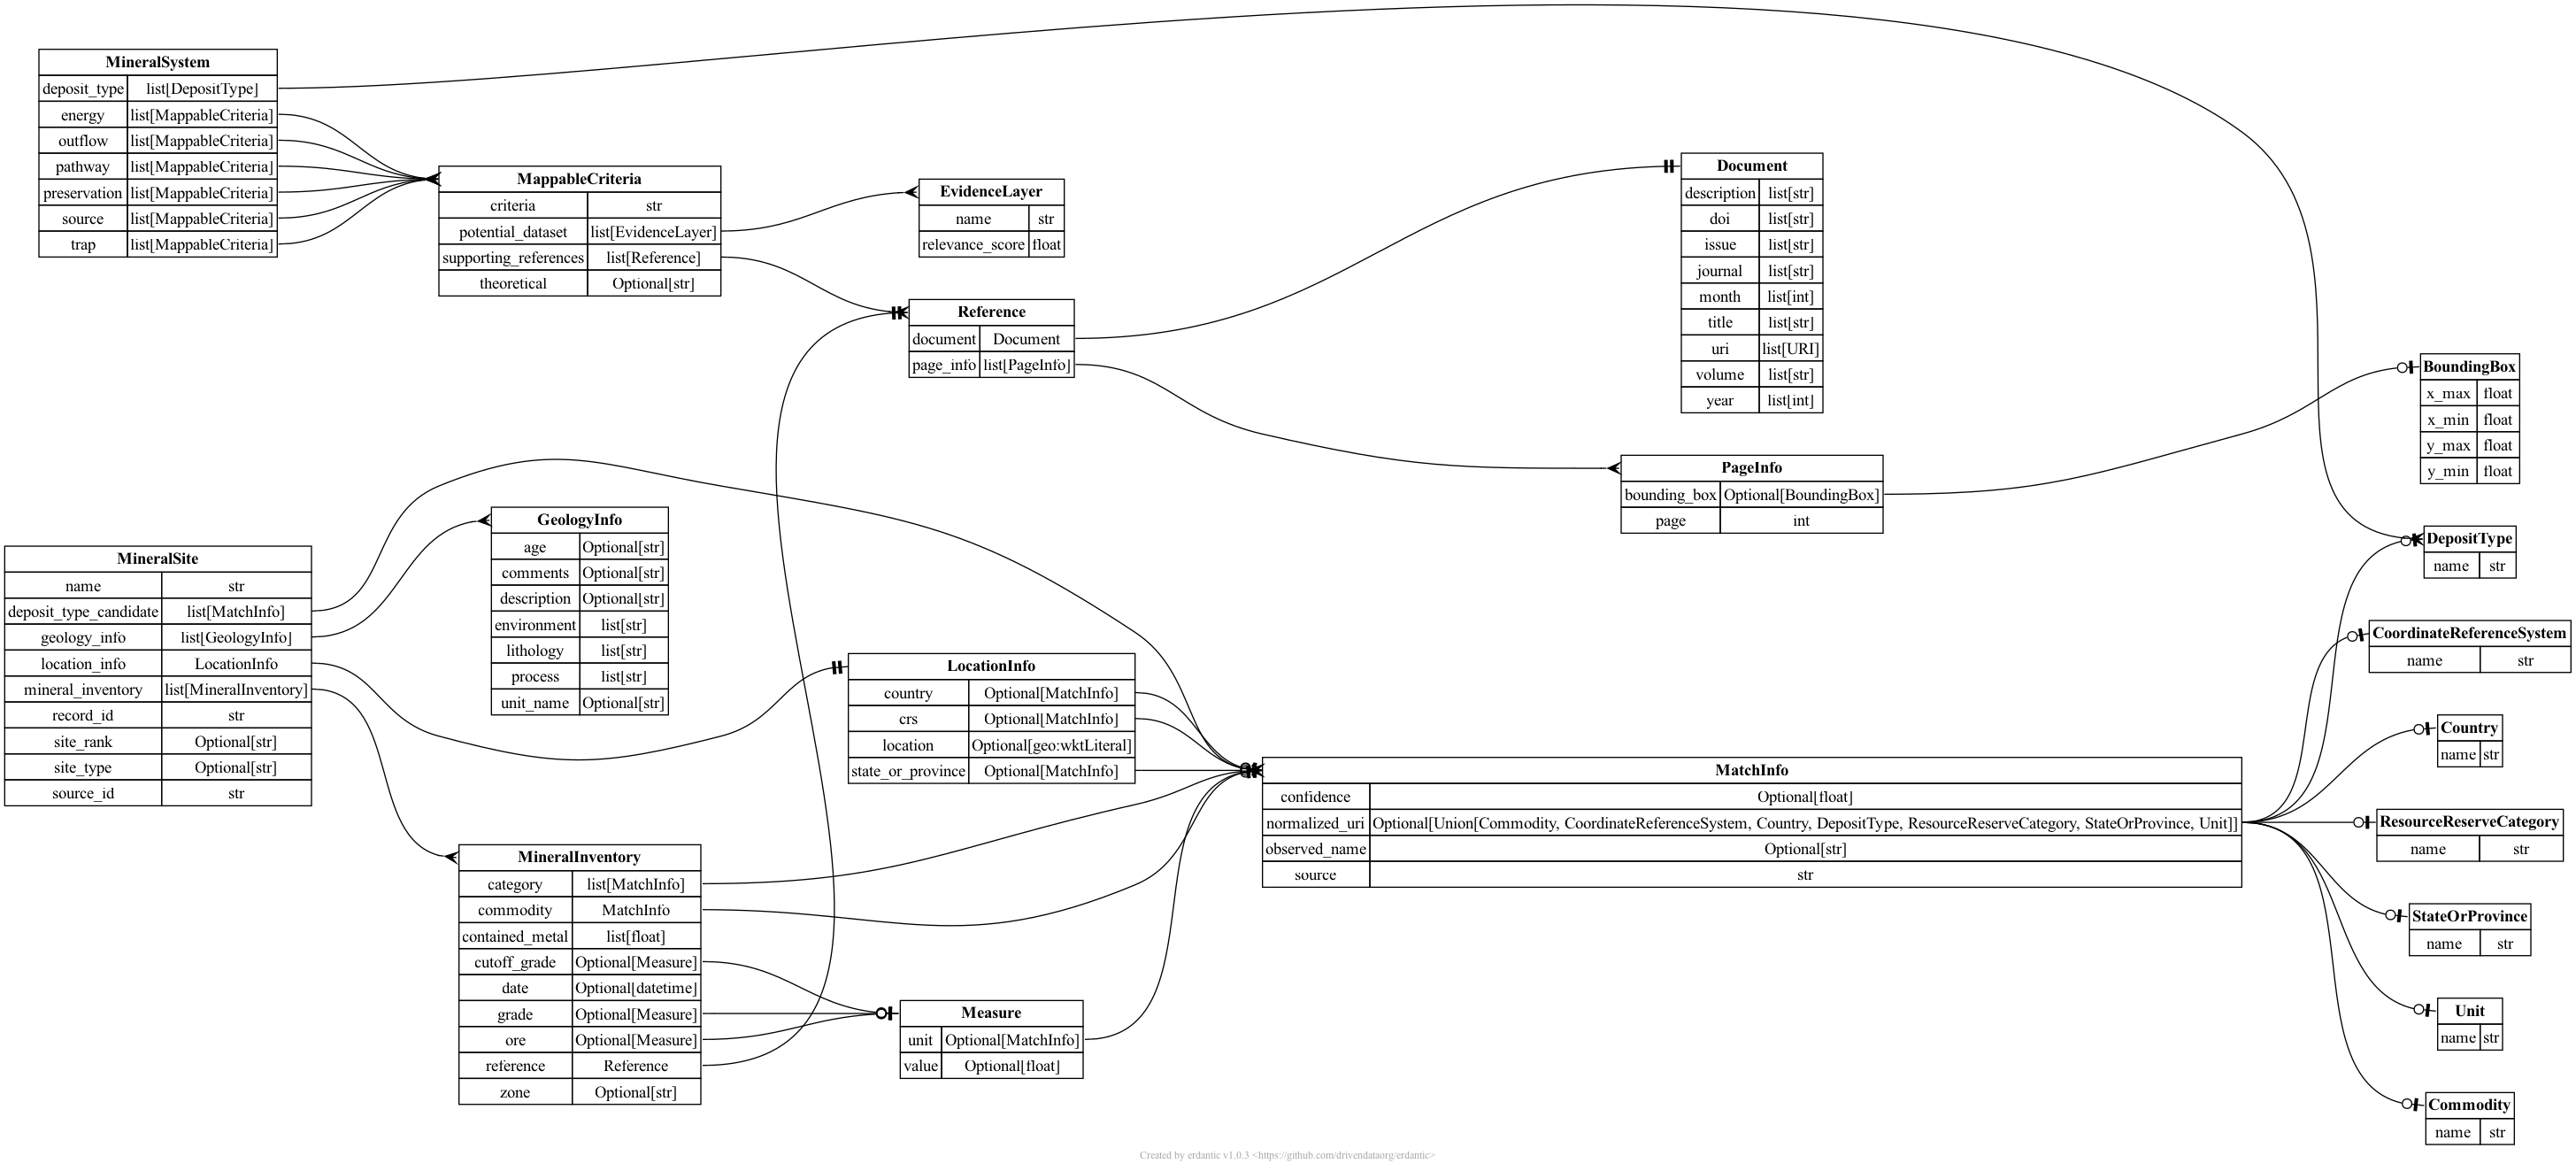 MineralSystem
deposit_type list[DepositType]
energy list[MappableCriteria]
outflow list[MappableCriteria]
pathway list[MappableCriteria]
preservation list[MappableCriteria]
source list[MappableCriteria]
trap list[MappableCriteria]
MappableCriteria
criteria str
potential_dataset list[EvidenceLayer]
supporting_references list[Reference]
theoretical Optional[str]
EvidenceLayer
name str
relevance_score float
Reference
document Document
page_info list[PageInfo]
Document
description list[str]
doi list[str]
issue list[str]
journal list[str]
month list[int]
title list[str]
uri list[URI]
volume list[str]
year list[int]
PageInfo
bounding_box Optional[BoundingBox]
page int
BoundingBox
x_max float
x_min float
y_max float
y_min float
DepositType
name str
MineralSite
name str
deposit_type_candidate list[MatchInfo]
geology_info list[GeologyInfo]
location_info LocationInfo
mineral_inventory list[MineralInventory]
record_id str
site_rank Optional[str]
site_type Optional[str]
source_id str
GeologyInfo
age Optional[str]
comments Optional[str]
description Optional[str]
environment list[str]
lithology list[str]
process list[str]
unit_name Optional[str]
LocationInfo
country Optional[MatchInfo]
crs Optional[MatchInfo]
location Optional[geo:wktLiteral]
state_or_province Optional[MatchInfo]
MineralInventory
category list[MatchInfo]
commodity MatchInfo
contained_metal list[float]
cutoff_grade Optional[Measure]
date Optional[datetime]
grade Optional[Measure]
ore Optional[Measure]
reference Reference
zone Optional[str]
Measure
unit Optional[MatchInfo]
value Optional[float]
MatchInfo
confidence Optional[float]
normalized_uri Optional[Union[Commodity, CoordinateReferenceSystem, Country, DepositType, ResourceReserveCategory, StateOrProvince, Unit]]
observed_name Optional[str]
source str
CoordinateReferenceSystem
name str
Country
name str
ResourceReserveCategory
name str
StateOrProvince
name str
Unit
name str
Commodity
name str
Created by erdantic v1.0.3 <https://github.com/drivendataorg/erdantic>